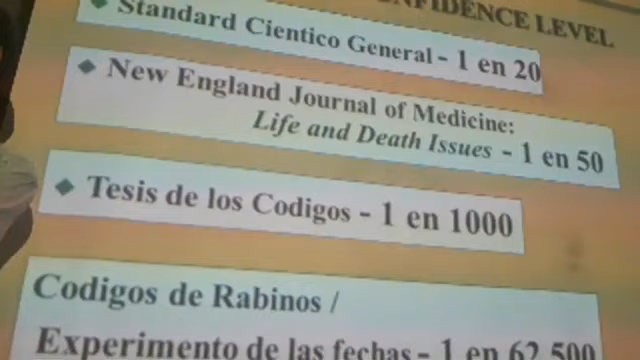 CONFIDENCE LEVEL
Standard Cientico General - 1 en 20
New England Journal of Medicine:
Life and Death Issues - 1 en 50
Tesis de los Codigos - 1 en 1000
Codigos de Rabinos /
Experimento de las fechas - 1 en 62,500